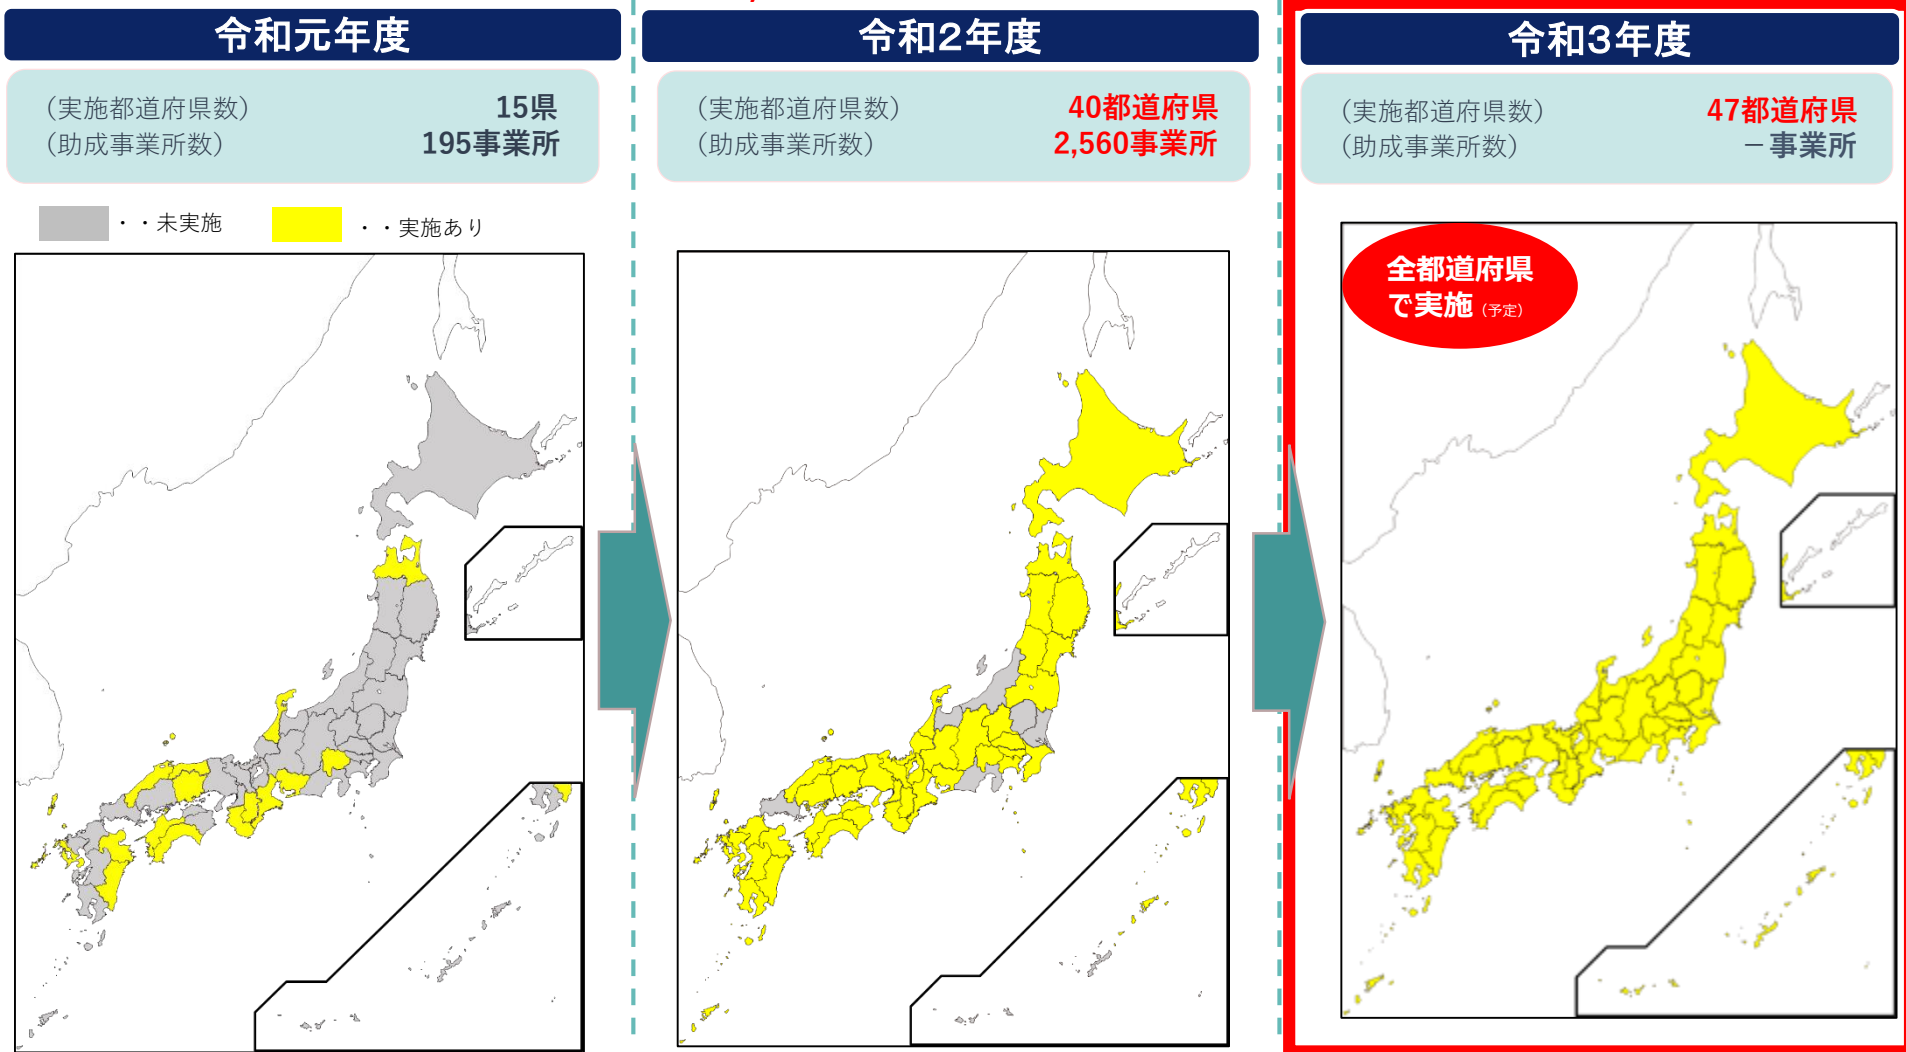 令和元年度
(実施都道府県数) 15県
(助成事業所数) 195事業所
・・未実施 ・・実施あり
令和2年度
(実施都道府県数) 40都道府県
(助成事業所数) 2,560事業所
令和3年度
(実施都道府県数) 47都道府県
(助成事業所数) −事業所
全都道府県
で実施 (予定)